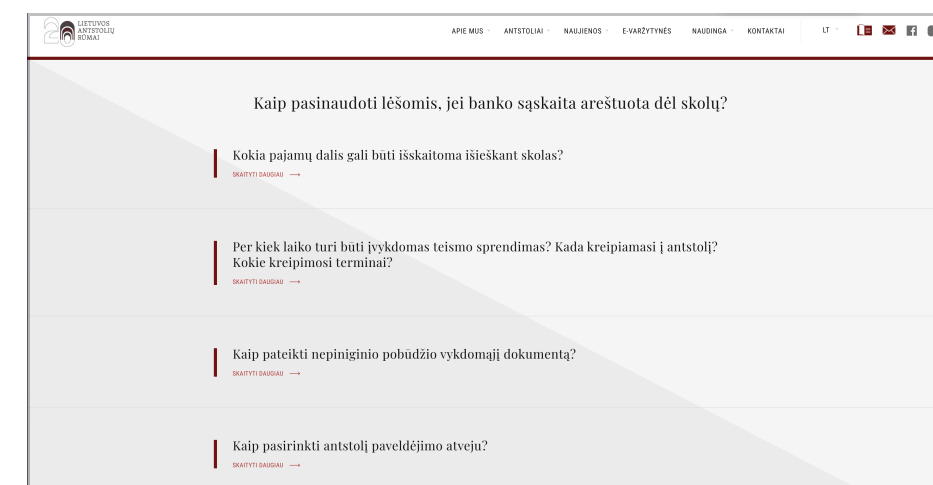 20
LIETUVOS
ANTSTOLIŲ
RŪMAI
APIE MUS
ANTSTOLIAI
NAUJIENOS
E-VARŽYTYNĖS
NAUDINGA
KONTAKTAI
LT
Kaip pasinaudoti lėšomis, jei banko sąskaita areštuota dėl skolų?
Kokia pajamų dalis gali būti išskaitoma išieškant skolas?
SKAITYTI DAUGIAU
Per kiek laiko turi būti įvykdomas teismo sprendimas? Kada kreipiamasi į antstolį?
Kokie kreipimosi terminai?
SKAITYTI DAUGIAU
Kaip pateikti nepiniginio pobūdžio vykdomąjį dokumentą?
SKAITYTI DAUGIAU
Kaip pasirinkti antstolį paveldėjimo atveju?
SKAITYTI DAUGIAU